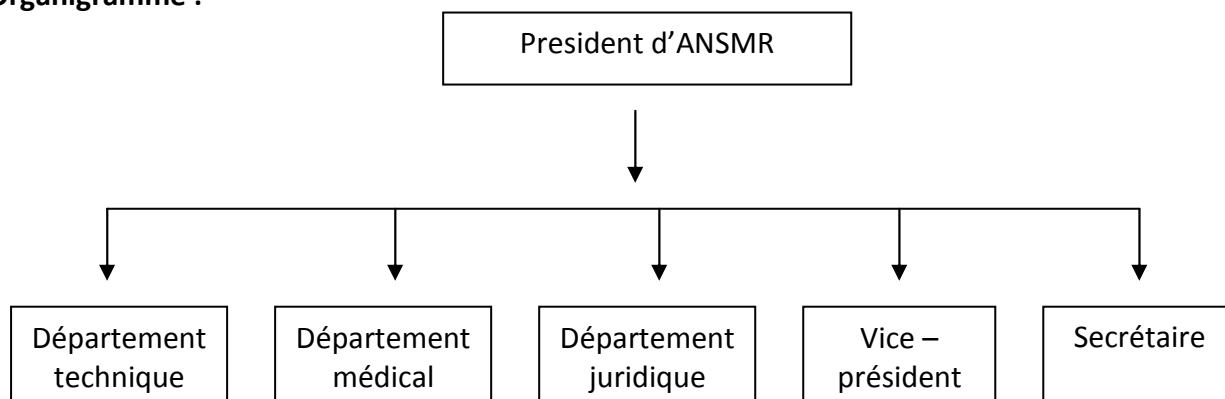 Organigramme :
President d’ANSMR
Département
technique
Département
médical
Département
juridique
Vice –
président
Secrétaire